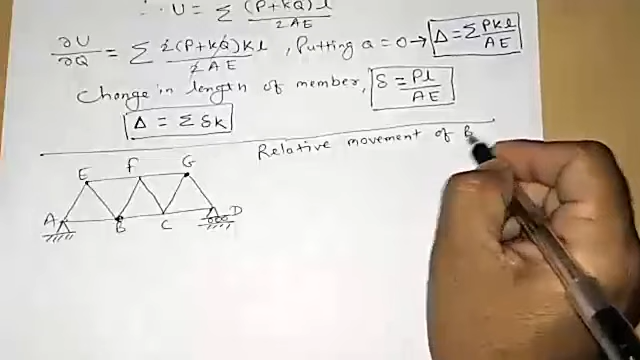 ∴ U = Σ (P+kQ)² l / 2AE
∂U/∂Q = Σ 2(P+kQ)kl / 2AE , Putting Q = 0 → Δ = Σ Pkl / AE
Change in length of member, δ = Pl / AE
Δ = Σ δk
Relative movement of B
E F G
A B C D